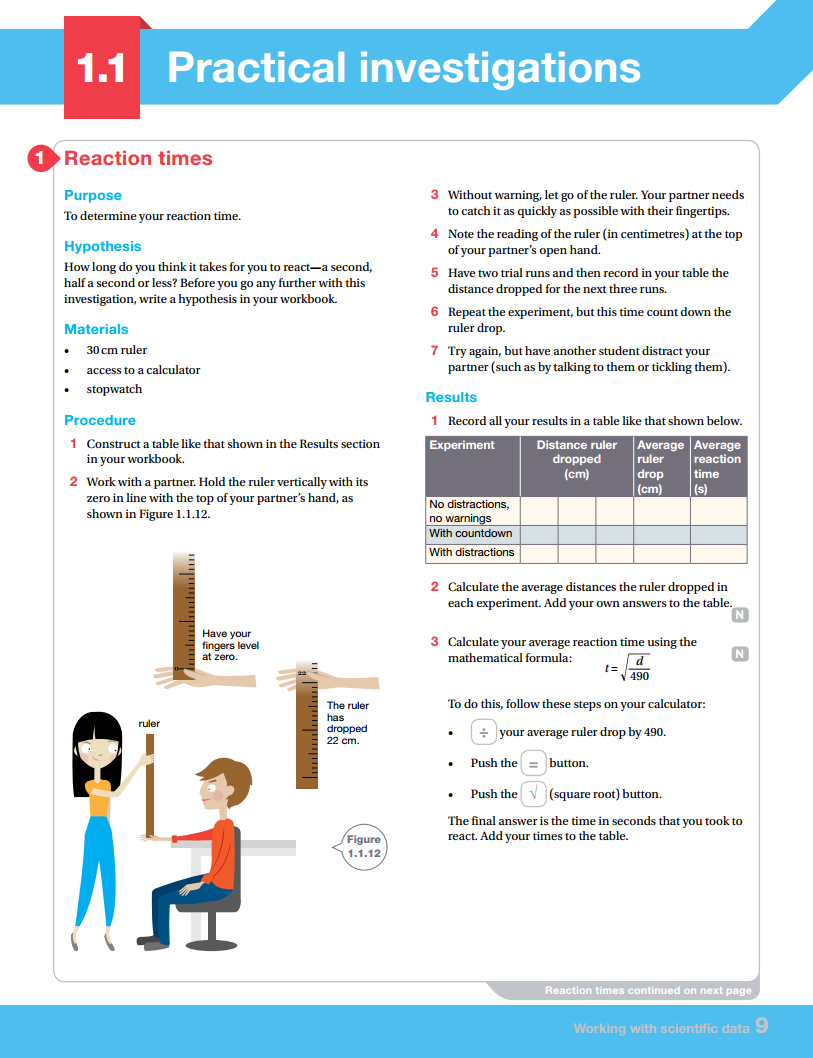 1.1 Practical investigations
1 Reaction times
Purpose
To determine your reaction time.
Hypothesis
How long do you think it takes for you to react—a second,
half a second or less? Before you go any further with this
investigation, write a hypothesis in your workbook.
Materials
• 30 cm ruler
• access to a calculator
• stopwatch
Procedure
1 Construct a table like that shown in the Results section
in your workbook.
2 Work with a partner. Hold the ruler vertically with its
zero in line with the top of your partner's hand, as
shown in Figure 1.1.12.
0
Have your
fingers level
at zero.
22
The ruler
has
dropped
22 cm.
ruler
Figure
1.1.12
3 Without warning, let go of the ruler. Your partner needs
to catch it as quickly as possible with their fingertips.
4 Note the reading of the ruler (in centimetres) at the top
of your partner's open hand.
5 Have two trial runs and then record in your table the
distance dropped for the next three runs.
6 Repeat the experiment, but this time count down the
ruler drop.
7 Try again, but have another student distract your
partner (such as by talking to them or tickling them).
Results
1 Record all your results in a table like that shown below.
Experiment Distance ruler Average Average
dropped ruler reaction
(cm) drop time
(cm) (s)
No distractions,
no warnings
With countdown
With distractions
2 Calculate the average distances the ruler dropped in
each experiment. Add your own answers to the table.
N
3 Calculate your average reaction time using the
mathematical formula: t = √(d/490)
N
To do this, follow these steps on your calculator:
• ÷ your average ruler drop by 490.
• Push the = button.
• Push the √ (square root) button.
The final answer is the time in seconds that you took to
react. Add your times to the table.
Reaction times continued on next page
Working with scientific data 9